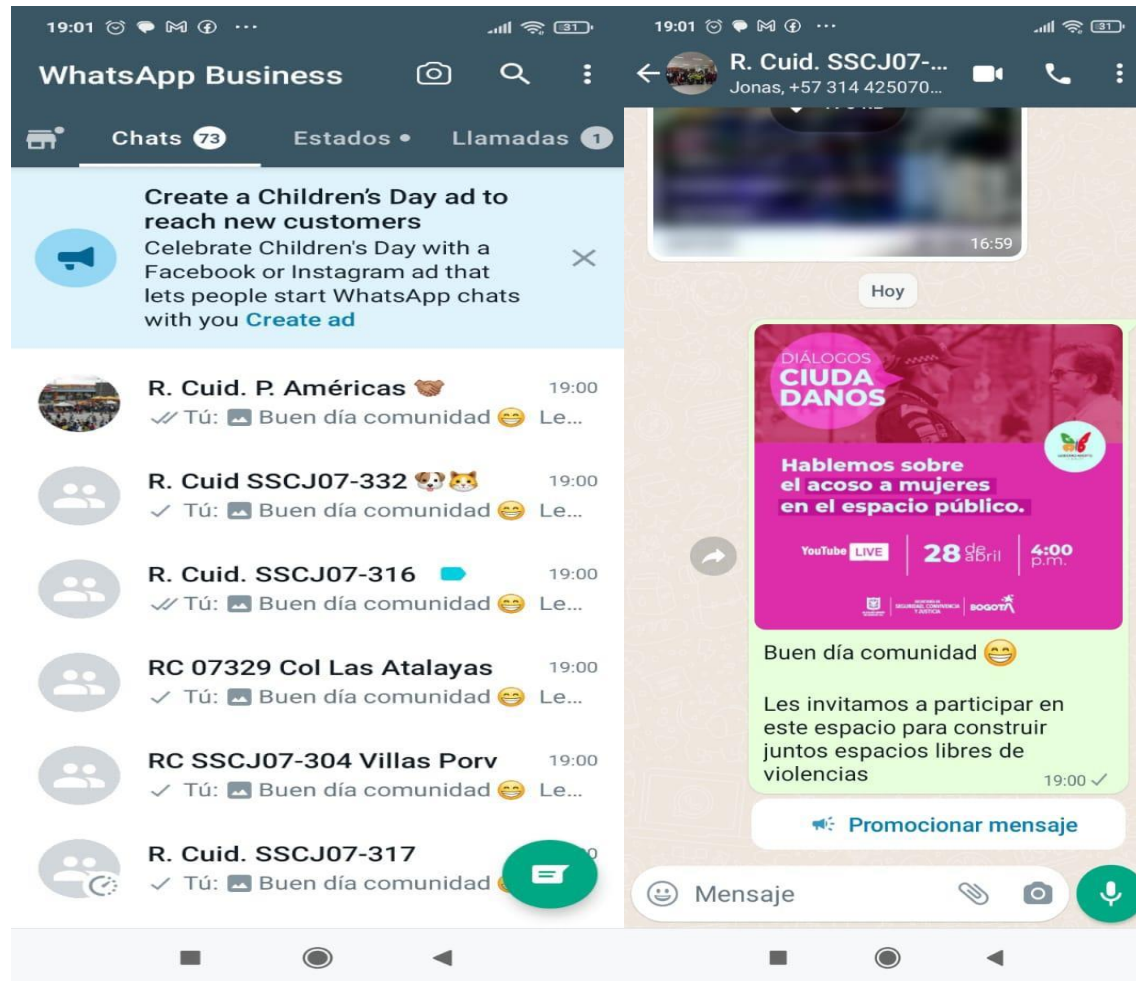 19:01
31
WhatsApp Business
Chats 73
Estados
Llamadas 1
Create a Children's Day ad to
reach new customers
Celebrate Children's Day with a
Facebook or Instagram ad that
lets people start WhatsApp chats
with you Create ad
R. Cuid. P. Américas 19:00
Tú: Buen día comunidad 😁 Le...
R. Cuid SSCJ07-332 🐶🐱 19:00
Tú: Buen día comunidad 😁 Le...
R. Cuid. SSCJ07-316 19:00
Tú: Buen día comunidad 😁 Le...
RC 07329 Col Las Atalayas 19:00
Tú: Buen día comunidad 😁 Le...
RC SSCJ07-304 Villas Porv 19:00
Tú: Buen día comunidad 😁 Le...
R. Cuid. SSCJ07-317
Tú: Buen día comunidad
19:01
31
R. Cuid. SSCJ07-...
Jonas, +57 314 425070...
16:59
Hoy
DIÁLOGOS
CIUDA
DANOS
Hablemos sobre
el acoso a mujeres
en el espacio público.
YouTube LIVE
28 de abril
4:00
p.m.
SECRETARÍA DE
SEGURIDAD, CONVIVENCIA
Y JUSTICIA
BOGOTÁ
Buen día comunidad 😁
Les invitamos a participar en
este espacio para construir
juntos espacios libres de
violencias
19:00
Promocionar mensaje
Mensaje